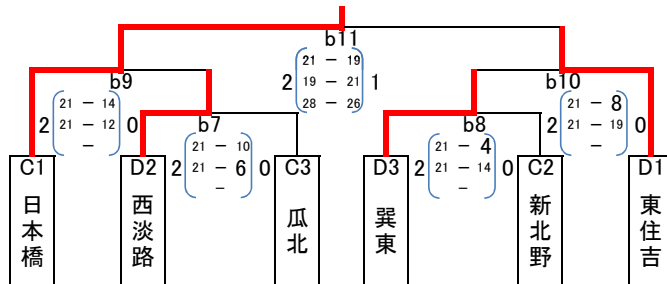 b11
21 － 19
2 19 － 21 1
28 － 26
b9
21 － 14
2 21 － 12 0
－
b10
21 － 8
2 21 － 19 0
－
b7
21 － 10
2 21 － 6 0
－
b8
21 － 4
2 21 － 14 0
－
C1
日本橋
D2
西淡路
C3
瓜北
D3
巽東
C2
新北野
D1
東住吉